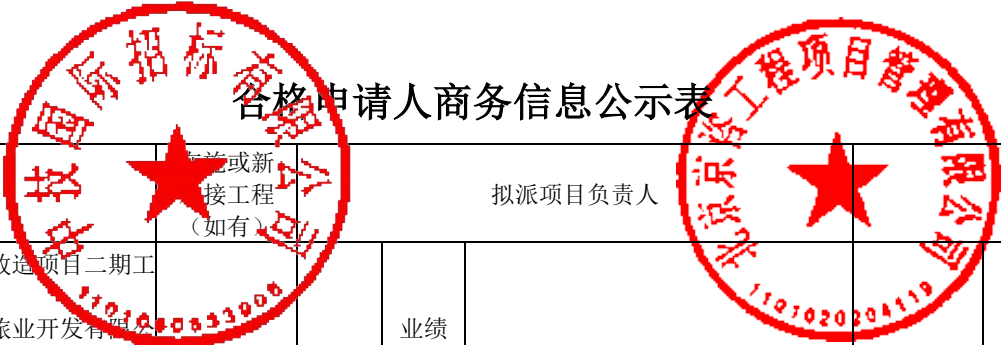 合格申请人商务信息公示表
施或新
接工程
（如有）
拟派项目负责人
改造项目二期工
旅业开发有限公
业绩
中技国际招标有限公司
北京京工程项目管理有限公司
1101020204119